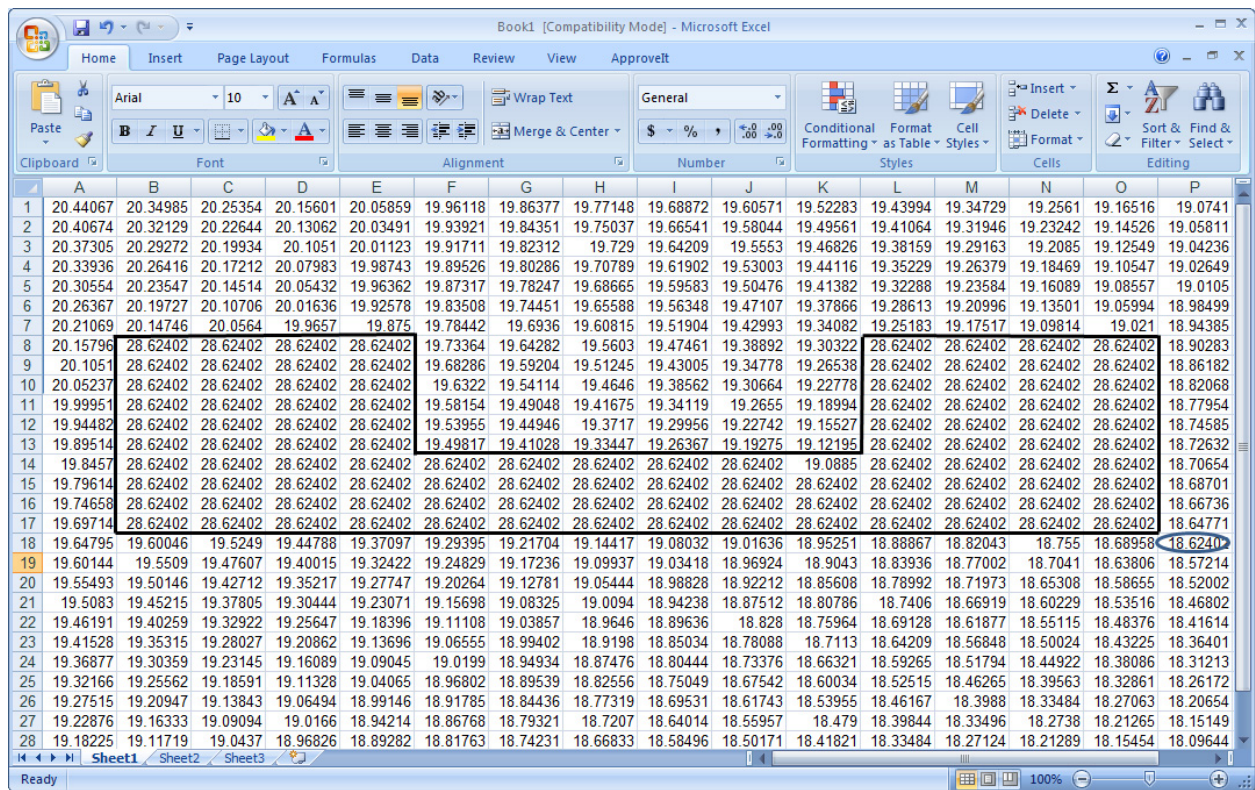 Book1 [Compatibility Mode] - Microsoft Excel
Home Insert Page Layout Formulas Data Review View ApproveIt
Paste Arial 10 A A Wrap Text General Conditional Formatting Format as Table Cell Styles Insert Delete Format Σ Sort & Filter Find & Select
B I U A Merge & Center $ % , .0 .00 .00 .0
Clipboard Font Alignment Number Styles Cells Editing
A B C D E F G H I J K L M N O P
1 20.44067 20.34985 20.25354 20.15601 20.05859 19.96118 19.86377 19.77148 19.68872 19.60571 19.52283 19.43994 19.34729 19.2561 19.16516 19.0741
2 20.40674 20.32129 20.22644 20.13062 20.03491 19.93921 19.84351 19.75037 19.66541 19.58044 19.49561 19.41064 19.31946 19.23242 19.14526 19.05811
3 20.37305 20.29272 20.19934 20.1051 20.01123 19.91711 19.82312 19.729 19.64209 19.5553 19.46826 19.38159 19.29163 19.2085 19.12549 19.04236
4 20.33936 20.26416 20.17212 20.07983 19.98743 19.89526 19.80286 19.70789 19.61902 19.53003 19.44116 19.35229 19.26379 19.18469 19.10547 19.02649
5 20.30554 20.23547 20.14514 20.05432 19.96362 19.87317 19.78247 19.68665 19.59583 19.50476 19.41382 19.32288 19.23584 19.16089 19.08557 19.0105
6 20.26367 20.19727 20.10706 20.01636 19.92578 19.83508 19.74451 19.65588 19.56348 19.47107 19.37866 19.28613 19.20996 19.13501 19.05994 18.98499
7 20.21069 20.14746 20.0564 19.9657 19.875 19.78442 19.6936 19.60815 19.51904 19.42993 19.34082 19.25183 19.17517 19.09814 19.021 18.94385
8 20.15796 28.62402 28.62402 28.62402 28.62402 19.73364 19.64282 19.5603 19.47461 19.38892 19.30322 28.62402 28.62402 28.62402 28.62402 18.90283
9 20.1051 28.62402 28.62402 28.62402 28.62402 19.68286 19.59204 19.51245 19.43005 19.34778 19.26538 28.62402 28.62402 28.62402 28.62402 18.86182
10 20.05237 28.62402 28.62402 28.62402 28.62402 19.6322 19.54114 19.4646 19.38562 19.30664 19.22778 28.62402 28.62402 28.62402 28.62402 18.82068
11 19.99951 28.62402 28.62402 28.62402 28.62402 19.58154 19.49048 19.41675 19.34119 19.2655 19.18994 28.62402 28.62402 28.62402 28.62402 18.77954
12 19.94482 28.62402 28.62402 28.62402 28.62402 19.53955 19.44946 19.3717 19.29956 19.22742 19.15527 28.62402 28.62402 28.62402 28.62402 18.74585
13 19.89514 28.62402 28.62402 28.62402 28.62402 19.49817 19.41028 19.33447 19.26367 19.19275 19.12195 28.62402 28.62402 28.62402 28.62402 18.72632
14 19.8457 28.62402 28.62402 28.62402 28.62402 28.62402 28.62402 28.62402 28.62402 28.62402 19.0885 28.62402 28.62402 28.62402 28.62402 18.70654
15 19.79614 28.62402 28.62402 28.62402 28.62402 28.62402 28.62402 28.62402 28.62402 28.62402 28.62402 28.62402 28.62402 28.62402 28.62402 18.68701
16 19.74658 28.62402 28.62402 28.62402 28.62402 28.62402 28.62402 28.62402 28.62402 28.62402 28.62402 28.62402 28.62402 28.62402 28.62402 18.66736
17 19.69714 28.62402 28.62402 28.62402 28.62402 28.62402 28.62402 28.62402 28.62402 28.62402 28.62402 28.62402 28.62402 28.62402 28.62402 18.64771
18 19.64795 19.60046 19.5249 19.44788 19.37097 19.29395 19.21704 19.14417 19.08032 19.01636 18.95251 18.88867 18.82043 18.755 18.68958 18.62402
19 19.60144 19.5509 19.47607 19.40015 19.32422 19.24829 19.17236 19.09937 19.03418 18.96924 18.9043 18.83936 18.77002 18.7041 18.63806 18.57214
20 19.55493 19.50146 19.42712 19.35217 19.27747 19.20264 19.12781 19.05444 18.98828 18.92212 18.85608 18.78992 18.71973 18.65308 18.58655 18.52002
21 19.5083 19.45215 19.37805 19.30444 19.23071 19.15698 19.08325 19.0094 18.94238 18.87512 18.80786 18.7406 18.66919 18.60229 18.53516 18.46802
22 19.46191 19.40259 19.32922 19.25647 19.18396 19.11108 19.03857 18.9646 18.89636 18.828 18.75964 18.69128 18.61877 18.55115 18.48376 18.41614
23 19.41528 19.35315 19.28027 19.20862 19.13696 19.06555 18.99402 18.9198 18.85034 18.78088 18.7113 18.64209 18.56848 18.50024 18.43225 18.36401
24 19.36877 19.30359 19.23145 19.16089 19.09045 19.0199 18.94934 18.87476 18.80444 18.73376 18.66321 18.59265 18.51794 18.44922 18.38086 18.31213
25 19.32166 19.25562 19.18591 19.11328 19.04065 18.96802 18.89539 18.82556 18.75049 18.67542 18.60034 18.52515 18.46265 18.39563 18.32861 18.26172
26 19.27515 19.20947 19.13843 19.06494 18.99146 18.91785 18.84436 18.77319 18.69531 18.61743 18.53955 18.46167 18.3988 18.33484 18.27063 18.20654
27 19.22876 19.16333 19.09094 19.0166 18.94214 18.86768 18.79321 18.7207 18.64014 18.55957 18.479 18.39844 18.33496 18.2738 18.21265 18.15149
28 19.18225 19.11719 19.0437 18.96826 18.89282 18.81763 18.74231 18.66833 18.58496 18.50171 18.41821 18.33484 18.27124 18.21289 18.15454 18.09644
Sheet1 Sheet2 Sheet3
Ready 100%